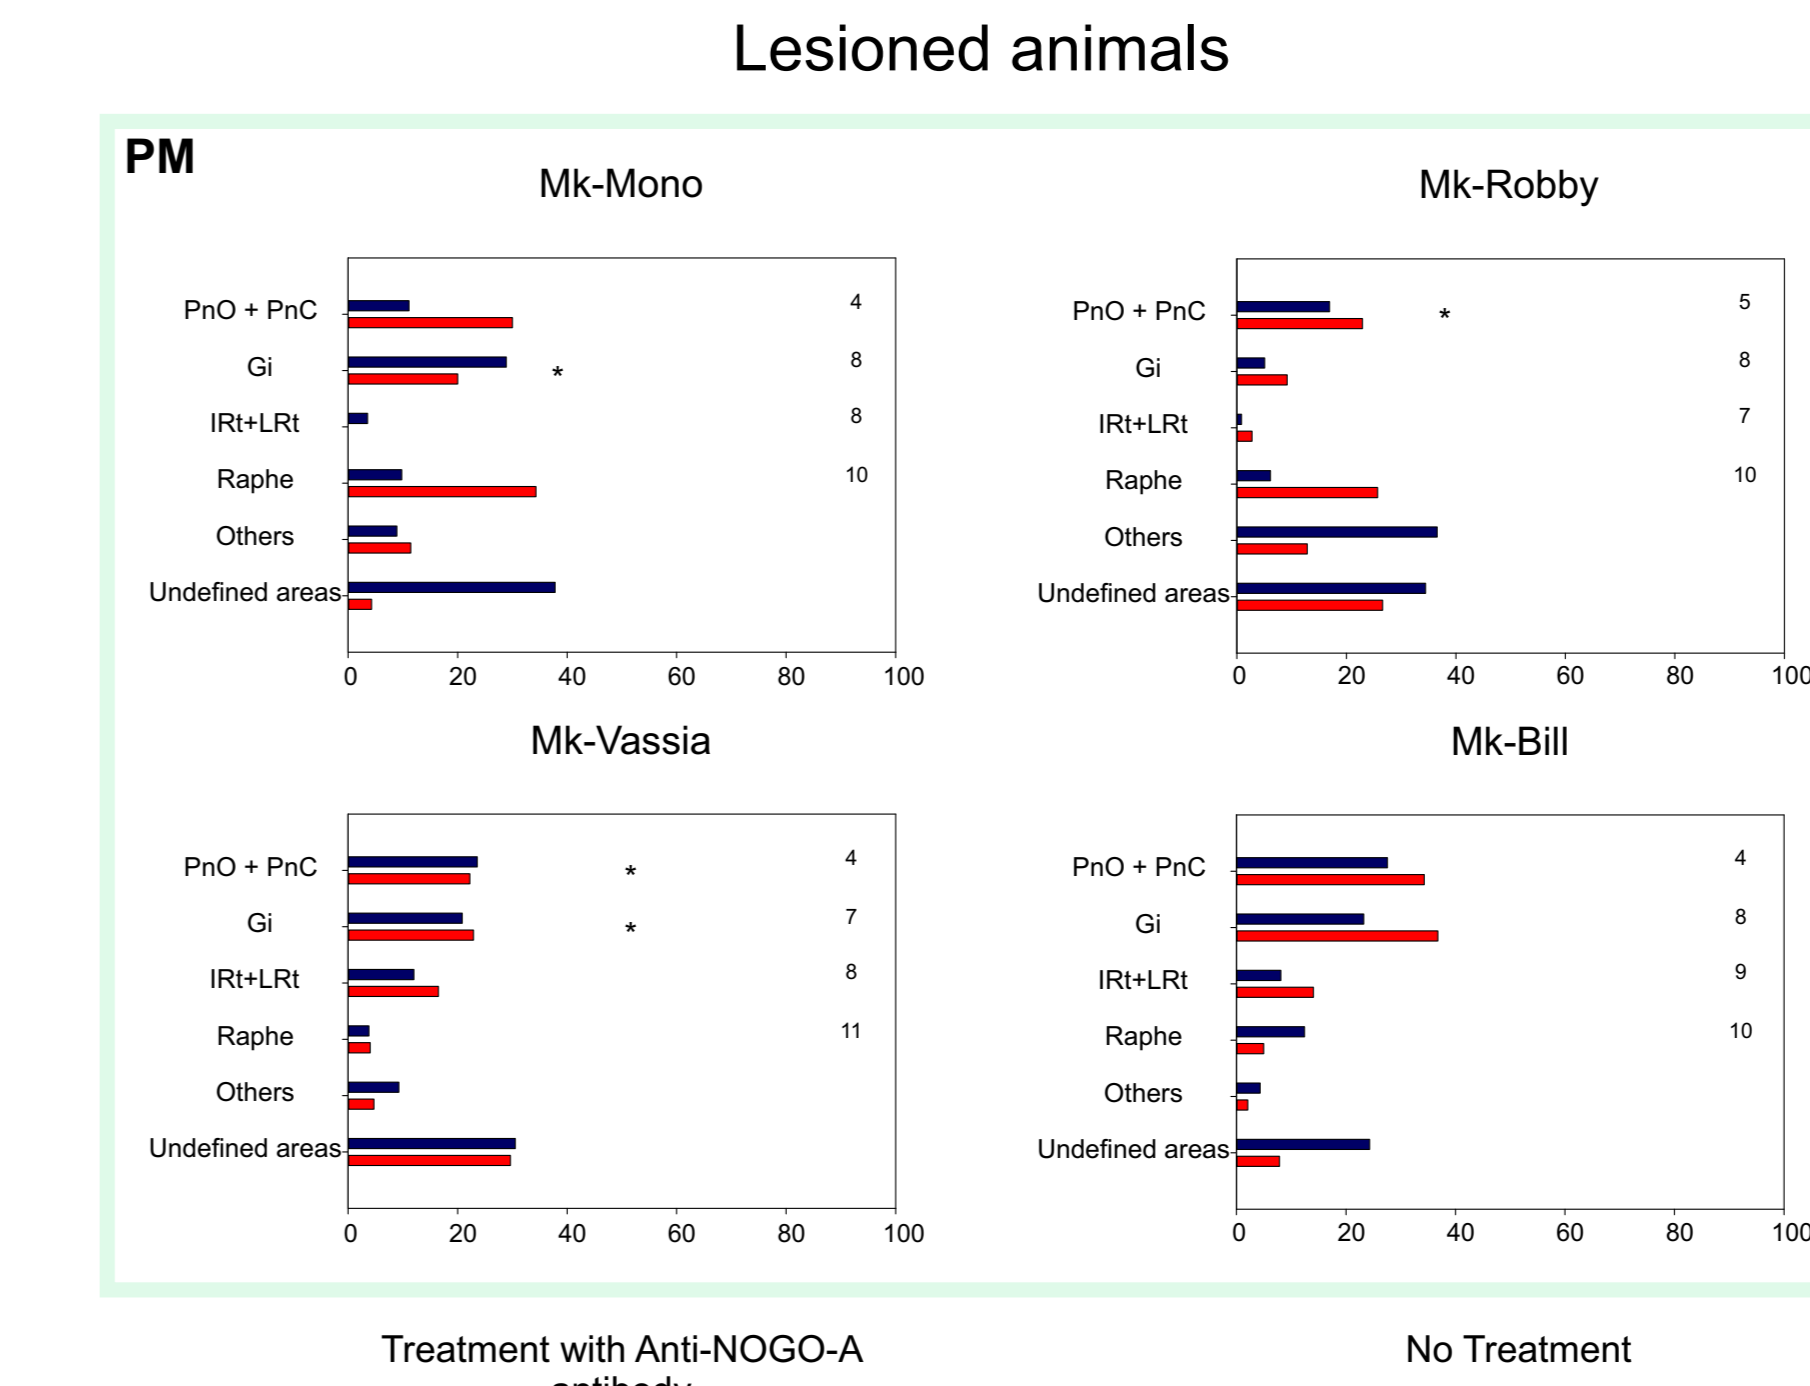 Lesioned animals
PM
Mk-Mono
PnO + PnC
*
4
Gi
*
8
IRt+LRt
8
Raphe
10
Others
Undefined areas
0 20 40 60 80 100
Mk-Robby
PnO + PnC
*
5
Gi
8
IRt+LRt
7
Raphe
10
Others
Undefined areas
0 20 40 60 80 100
Mk-Vassia
PnO + PnC
*
4
Gi
*
7
IRt+LRt
8
Raphe
11
Others
Undefined areas
0 20 40 60 80 100
Mk-Bill
PnO + PnC
4
Gi
8
IRt+LRt
9
Raphe
10
Others
Undefined areas
0 20 40 60 80 100
Treatment with Anti-NOGO-A
antibody
No Treatment